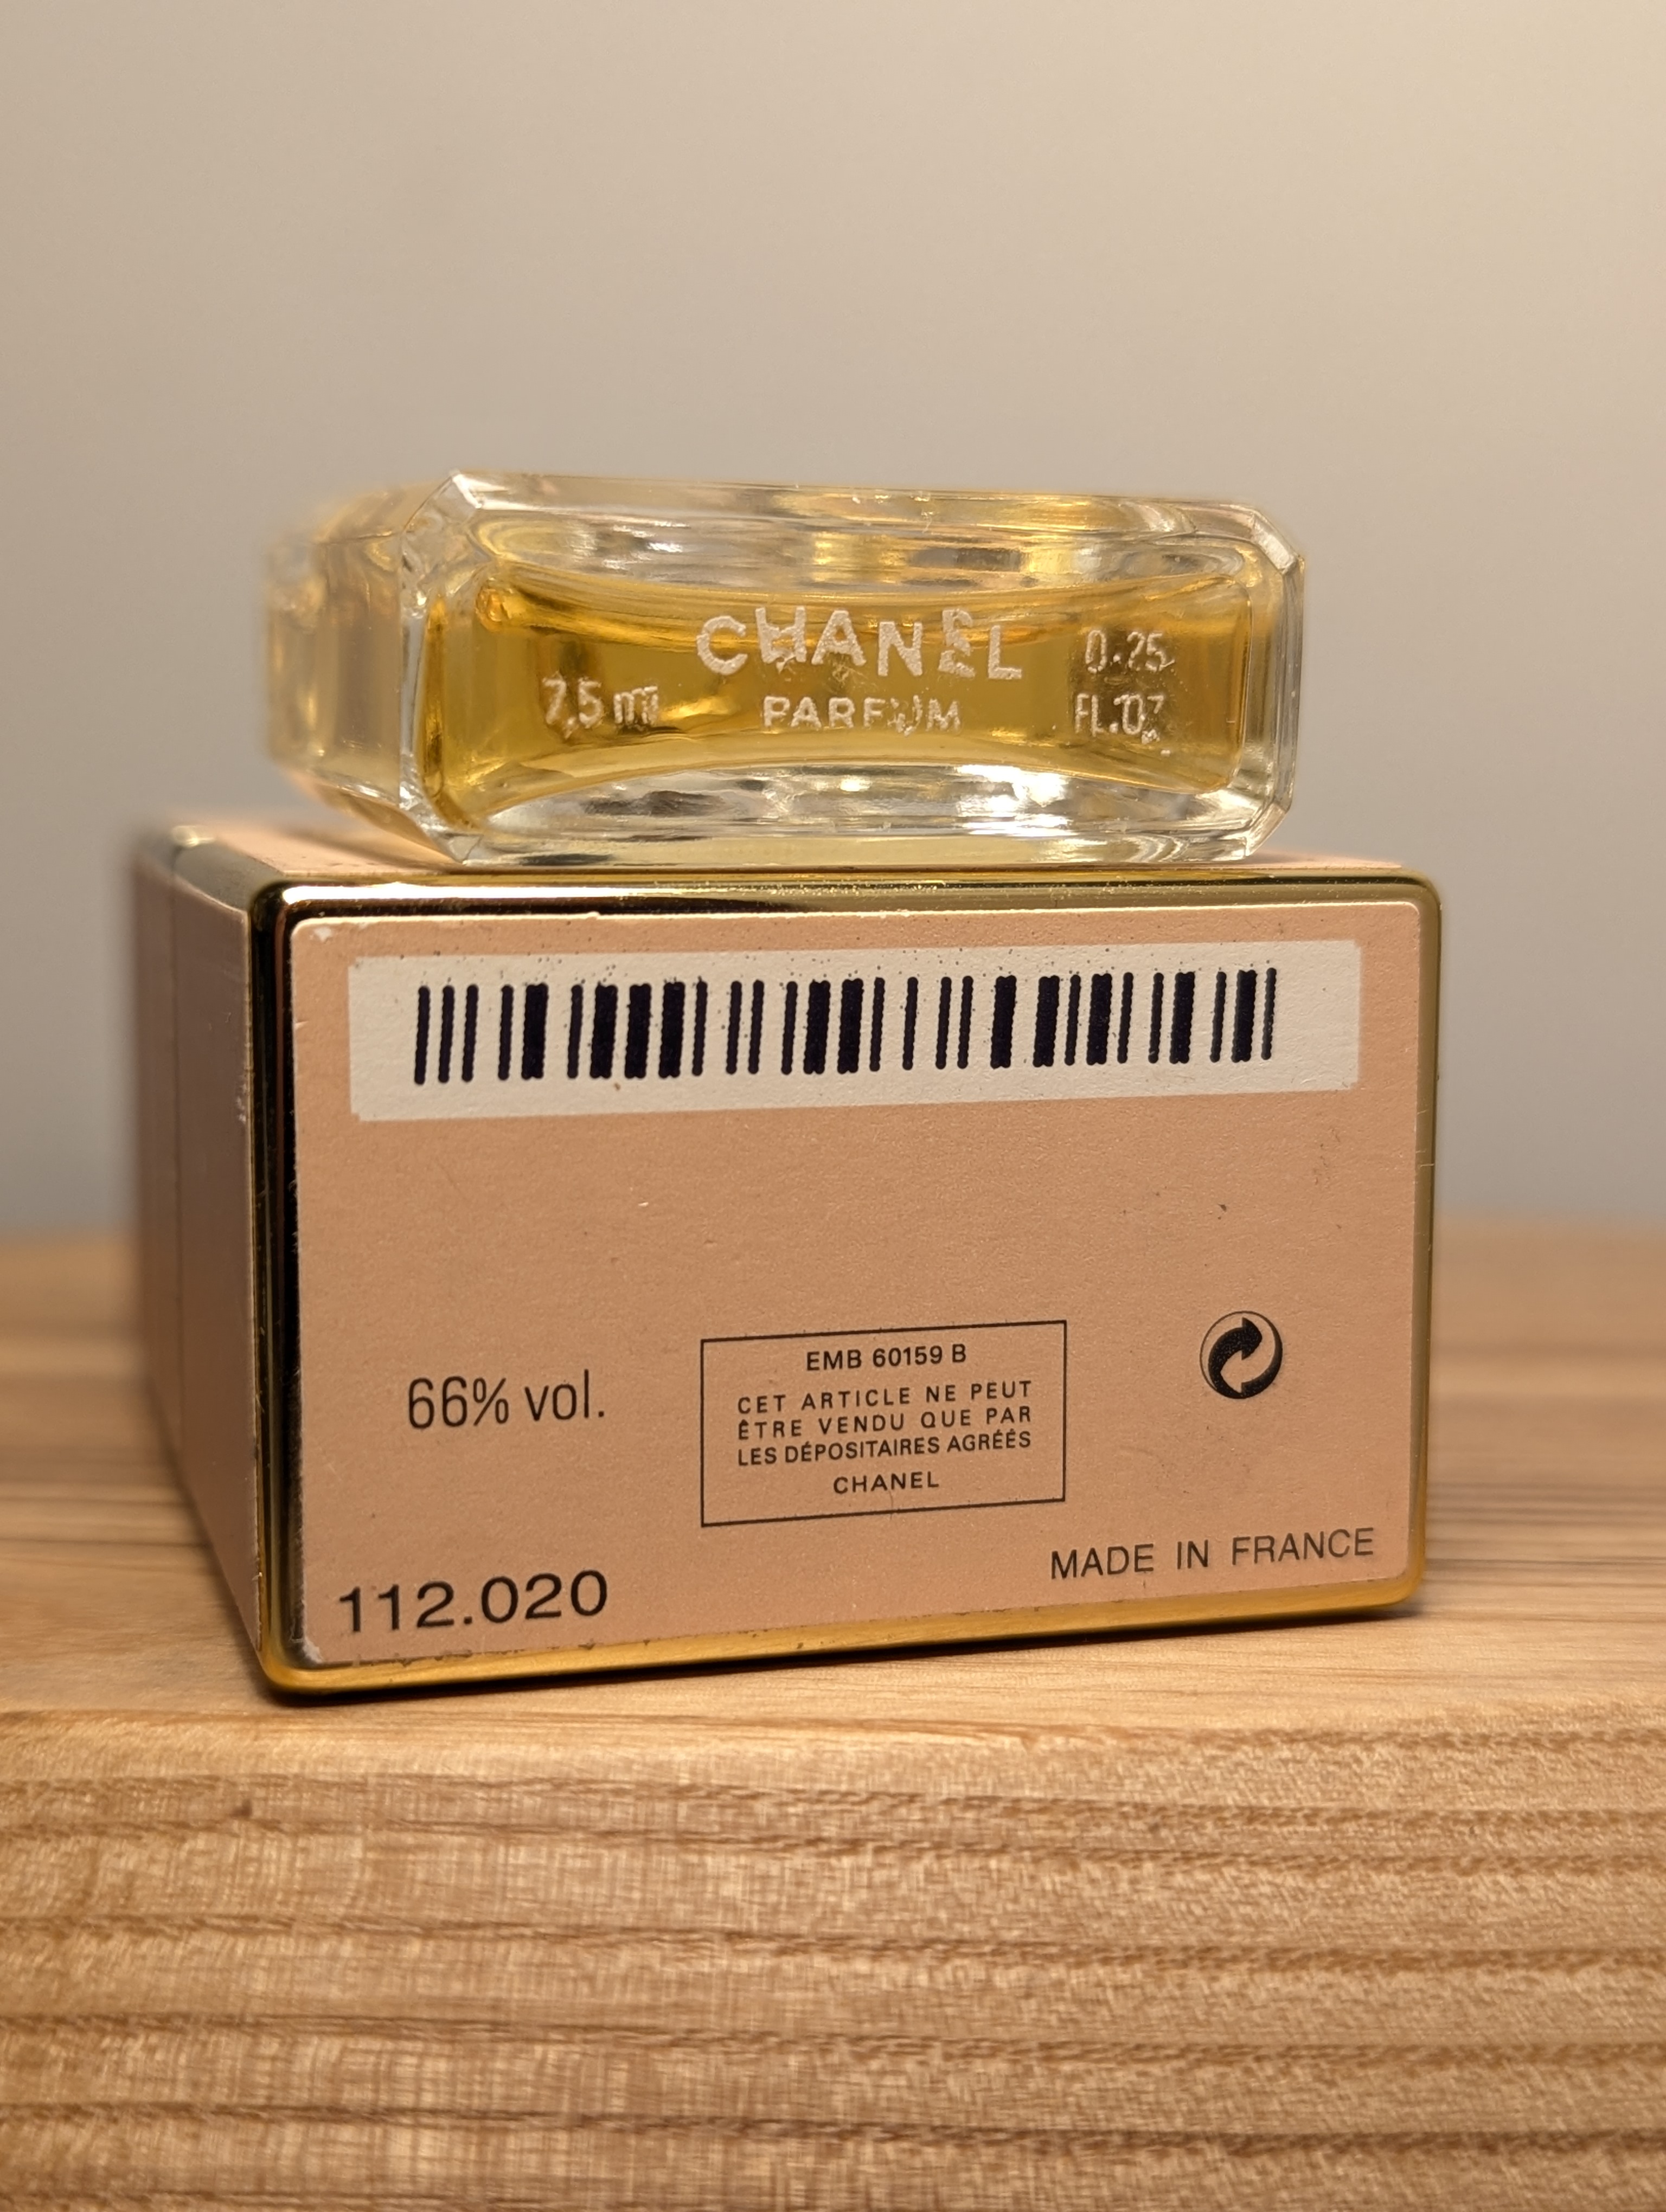 CHANEL
7,5 ml
PARFUM
0.25
FL.OZ
EMB 60159 B
CET ARTICLE NE PEUT
ÊTRE VENDU QUE PAR
LES DÉPOSITAIRES AGRÉÉS
CHANEL
66% vol.
MADE IN FRANCE
112.020